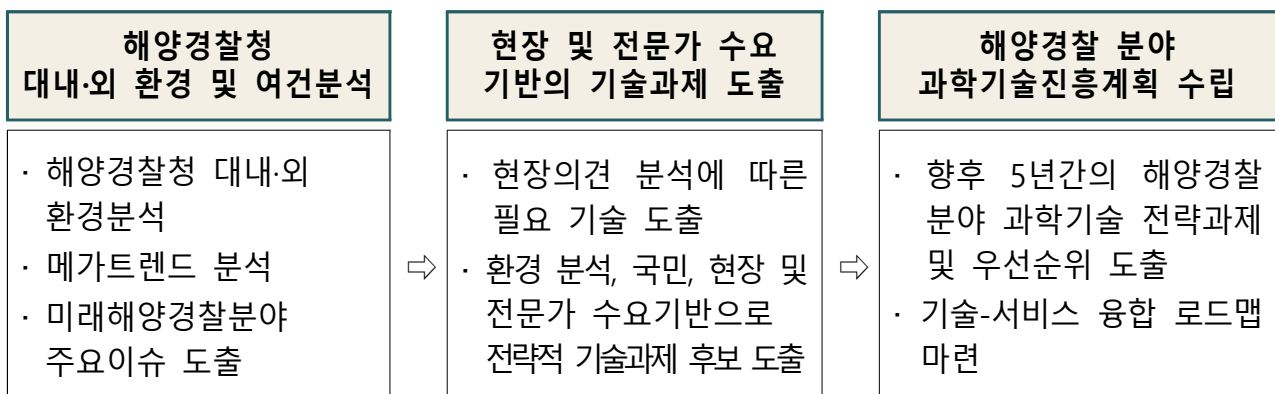 해양경찰청
대내·외 환경 및 여건분석
· 해양경찰청 대내·외
환경분석
· 메가트렌드 분석
· 미래해양경찰분야
주요이슈 도출
⇨
현장 및 전문가 수요
기반의 기술과제 도출
· 현장의견 분석에 따른
필요 기술 도출
· 환경 분석, 국민, 현장 및
전문가 수요기반으로
전략적 기술과제 후보 도출
⇨
해양경찰 분야
과학기술진흥계획 수립
· 향후 5년간의 해양경찰
분야 과학기술 전략과제
및 우선순위 도출
· 기술-서비스 융합 로드맵
마련